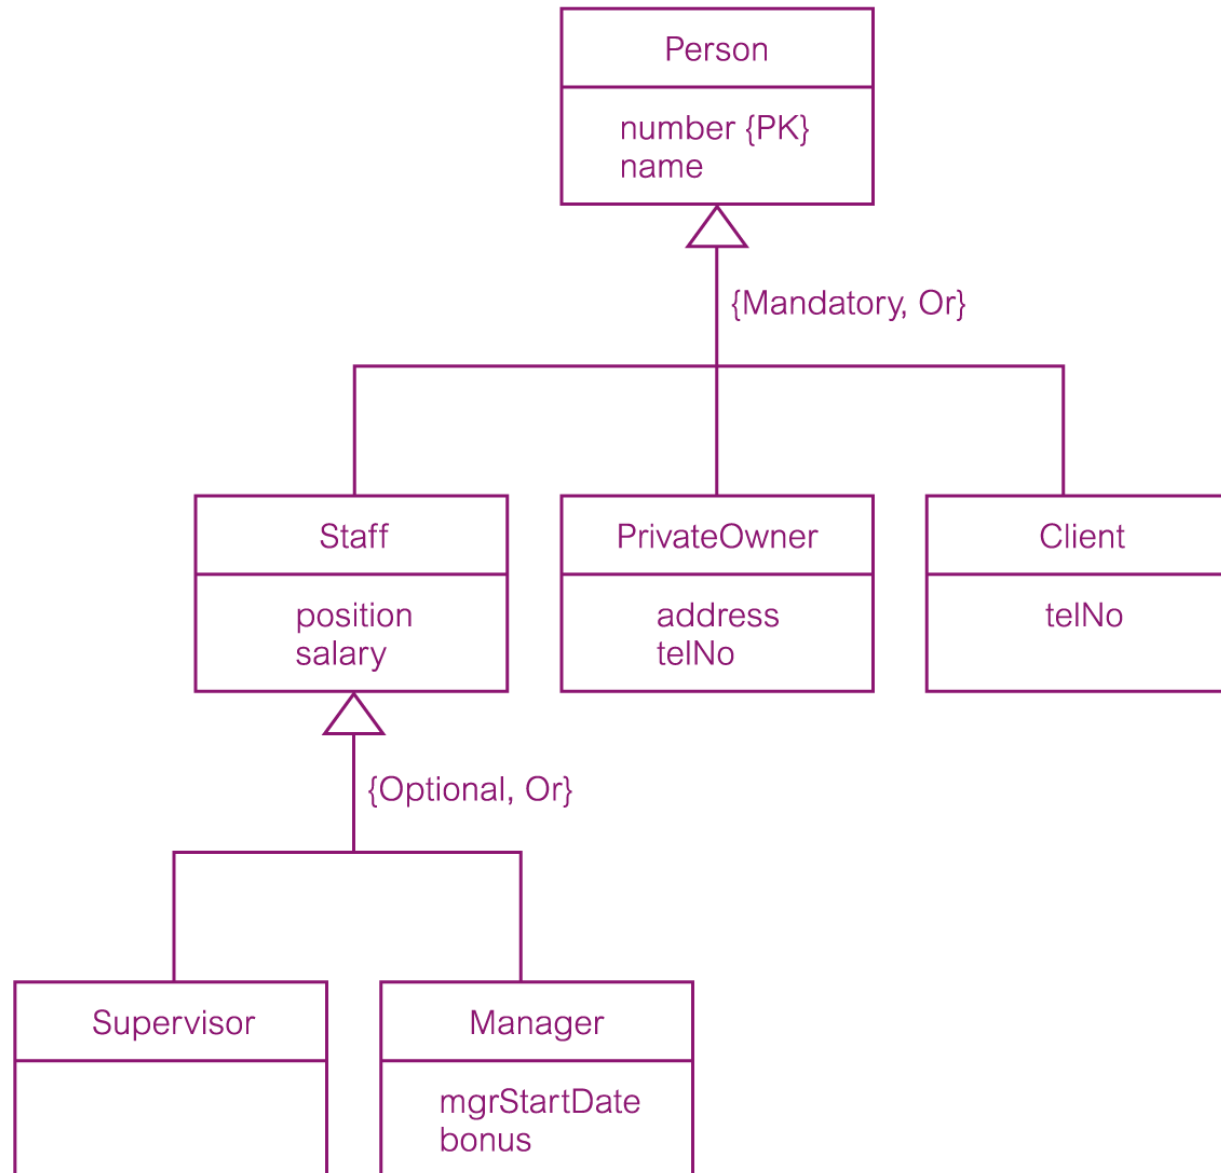 Person
number {PK}
name
{Mandatory, Or}
Staff
position
salary
PrivateOwner
address
telNo
Client
telNo
{Optional, Or}
Supervisor
Manager
mgrStartDate
bonus